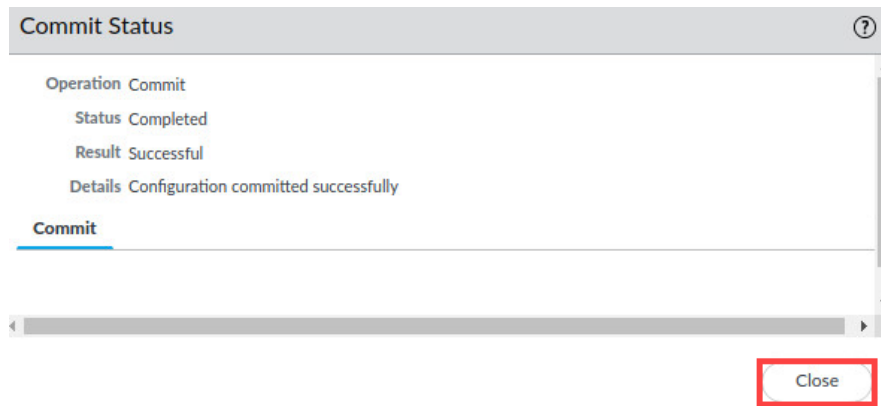 Commit Status
Operation Commit
Status Completed
Result Successful
Details Configuration committed successfully
Commit
Close